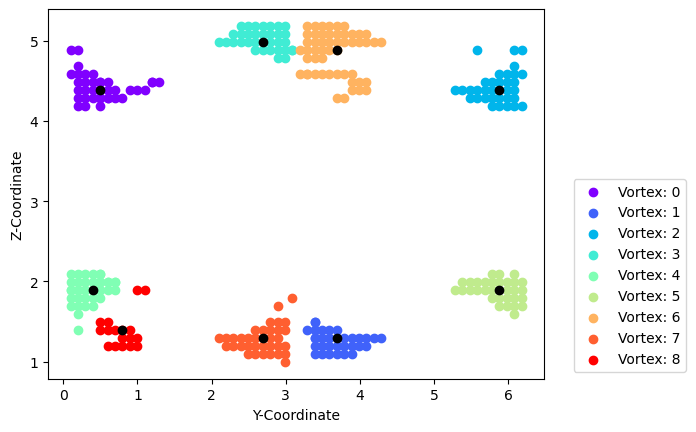 5
4
3
2
1
0
1
2
3
4
5
6
Z-Coordinate
Y-Coordinate
Vortex: 0
Vortex: 1
Vortex: 2
Vortex: 3
Vortex: 4
Vortex: 5
Vortex: 6
Vortex: 7
Vortex: 8